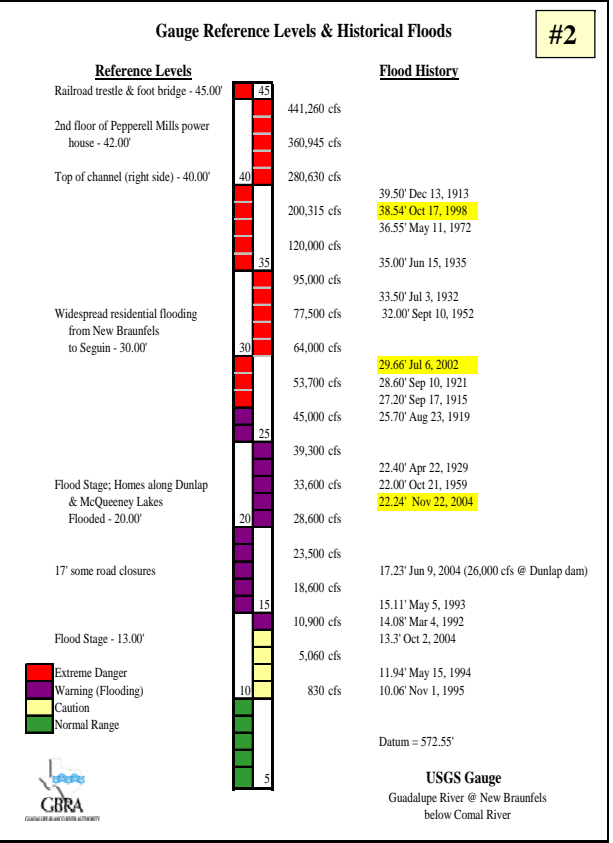 Gauge Reference Levels & Historical Floods
#2
Reference Levels
Flood History
Railroad trestle & foot bridge - 45.00'
45
441,260 cfs
2nd floor of Pepperell Mills power
house - 42.00'
360,945 cfs
Top of channel (right side) - 40.00'
40
280,630 cfs
39.50' Dec 13, 1913
200,315 cfs
38.54' Oct 17, 1998
36.55' May 11, 1972
120,000 cfs
35
35.00' Jun 15, 1935
95,000 cfs
33.50' Jul 3, 1932
Widespread residential flooding
77,500 cfs
32.00' Sept 10, 1952
from New Braunfels
to Seguin - 30.00'
30
64,000 cfs
29.66' Jul 6, 2002
53,700 cfs
28.60' Sep 10, 1921
27.20' Sep 17, 1915
45,000 cfs
25.70' Aug 23, 1919
25
39,300 cfs
22.40' Apr 22, 1929
Flood Stage; Homes along Dunlap
33,600 cfs
22.00' Oct 21, 1959
& McQueeney Lakes
22.24' Nov 22, 2004
Flooded - 20.00'
20
28,600 cfs
23,500 cfs
17' some road closures
17.23' Jun 9, 2004 (26,000 cfs @ Dunlap dam)
18,600 cfs
15
15.11' May 5, 1993
10,900 cfs
14.08' Mar 4, 1992
Flood Stage - 13.00'
13.3' Oct 2, 2004
5,060 cfs
Extreme Danger
11.94' May 15, 1994
Warning (Flooding)
10
830 cfs
10.06' Nov 1, 1995
Caution
Normal Range
Datum = 572.55'
5
USGS Gauge
Guadalupe River @ New Braunfels
below Comal River
GBRA
GUADALUPE-BLANCO RIVER AUTHORITY